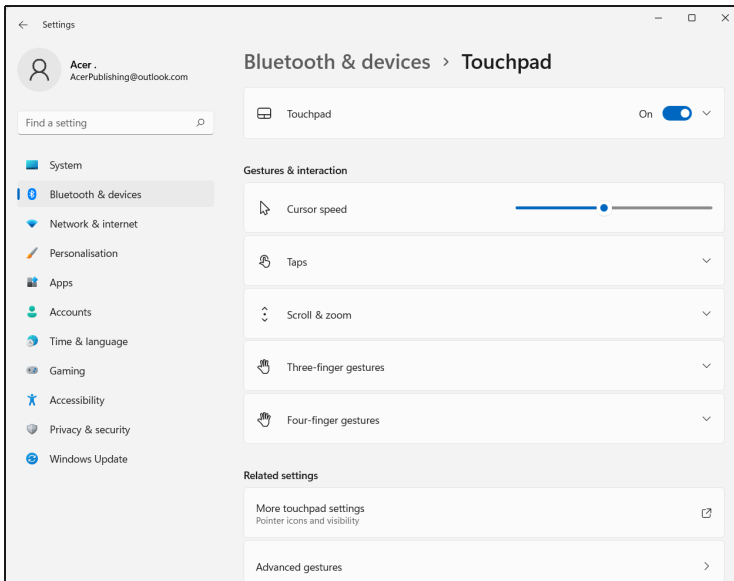 Settings
Acer .
AcerPublishing@outlook.com
Find a setting
System
Bluetooth & devices
Network & internet
Personalisation
Apps
Accounts
Time & language
Gaming
Accessibility
Privacy & security
Windows Update
Bluetooth & devices > Touchpad
Touchpad
On
Gestures & interaction
Cursor speed
Taps
Scroll & zoom
Three-finger gestures
Four-finger gestures
Related settings
More touchpad settings
Pointer icons and visibility
Advanced gestures